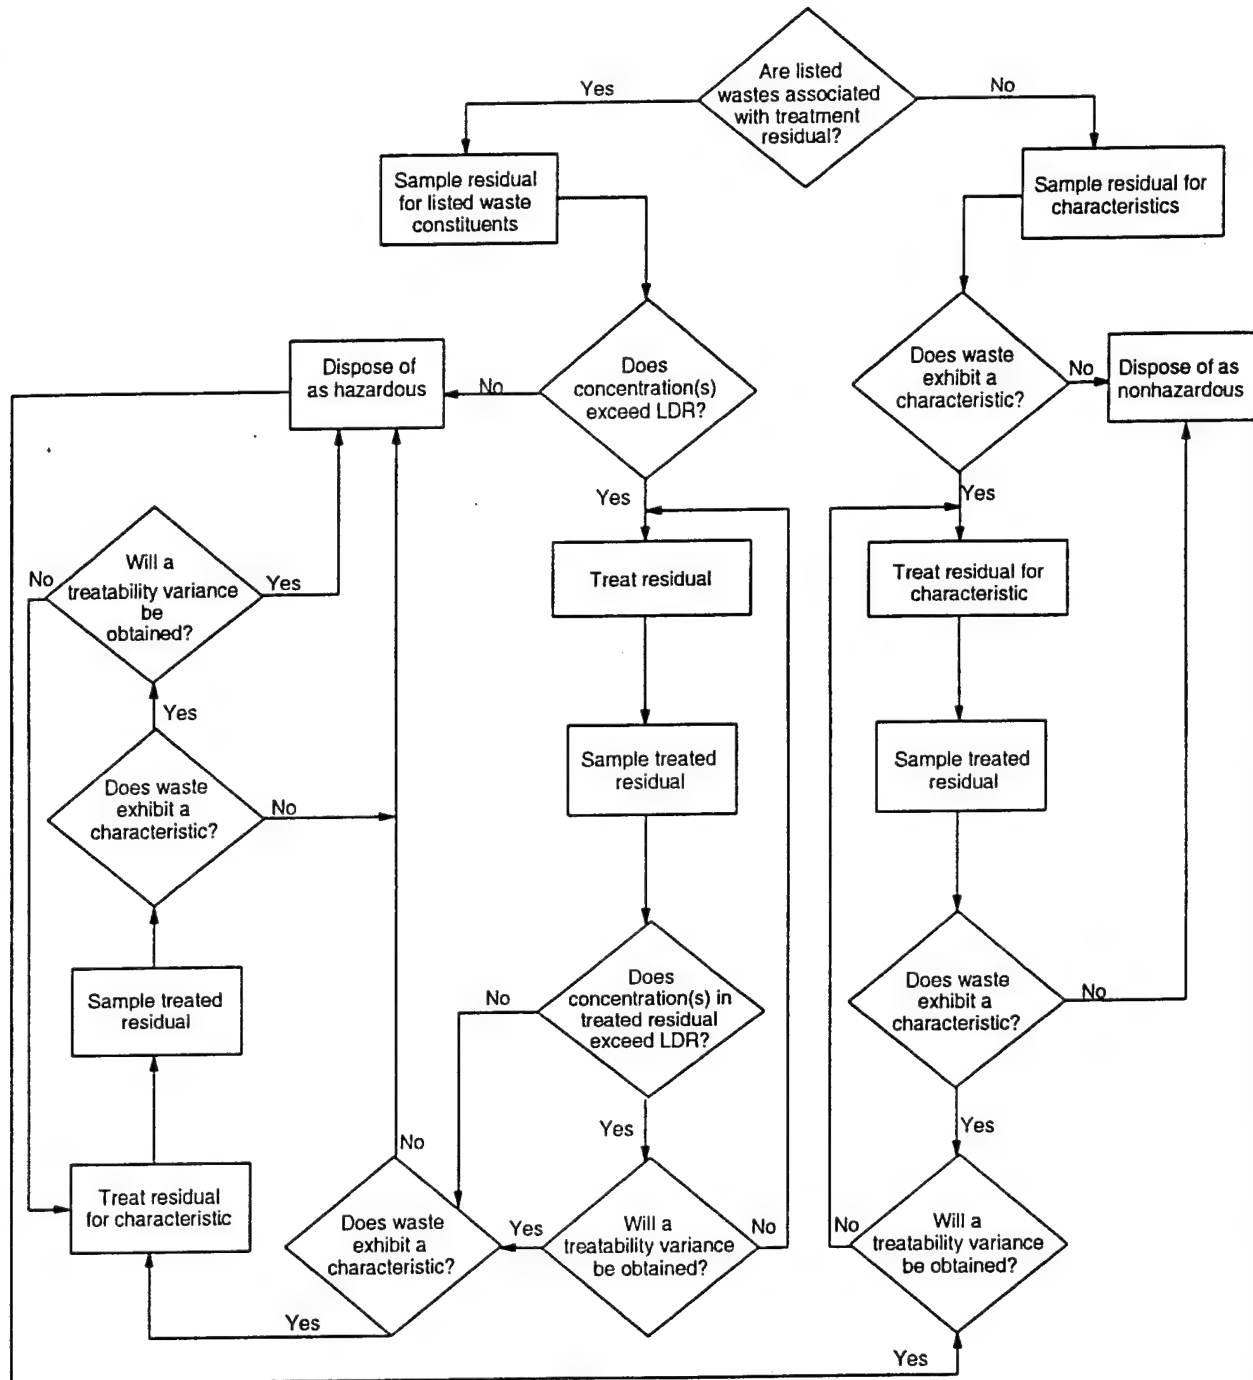 Are listed
wastes associated
with treatment
residual?
Yes
No
Sample residual
for listed waste
constituents
Sample residual for
characteristics
Dispose of
as hazardous
No
Does
concentration(s)
exceed LDR?
Does waste
exhibit a
characteristic?
No
Dispose of as
nonhazardous
Yes
Yes
Will a
treatability variance
be
obtained?
No
Yes
Treat residual
Treat residual for
characteristic
Yes
Does waste
exhibit a
characteristic?
No
Sample treated
residual
Sample treated
residual
Sample treated
residual
No
Does
concentration(s) in
treated residual
exceed LDR?
Does waste
exhibit a
characteristic?
No
Yes
Yes
Treat residual
for characteristic
No
Does waste
exhibit a
characteristic?
Yes
Will a
treatability variance
be obtained?
No
No
Will a
treatability variance
be obtained?
Yes
Yes